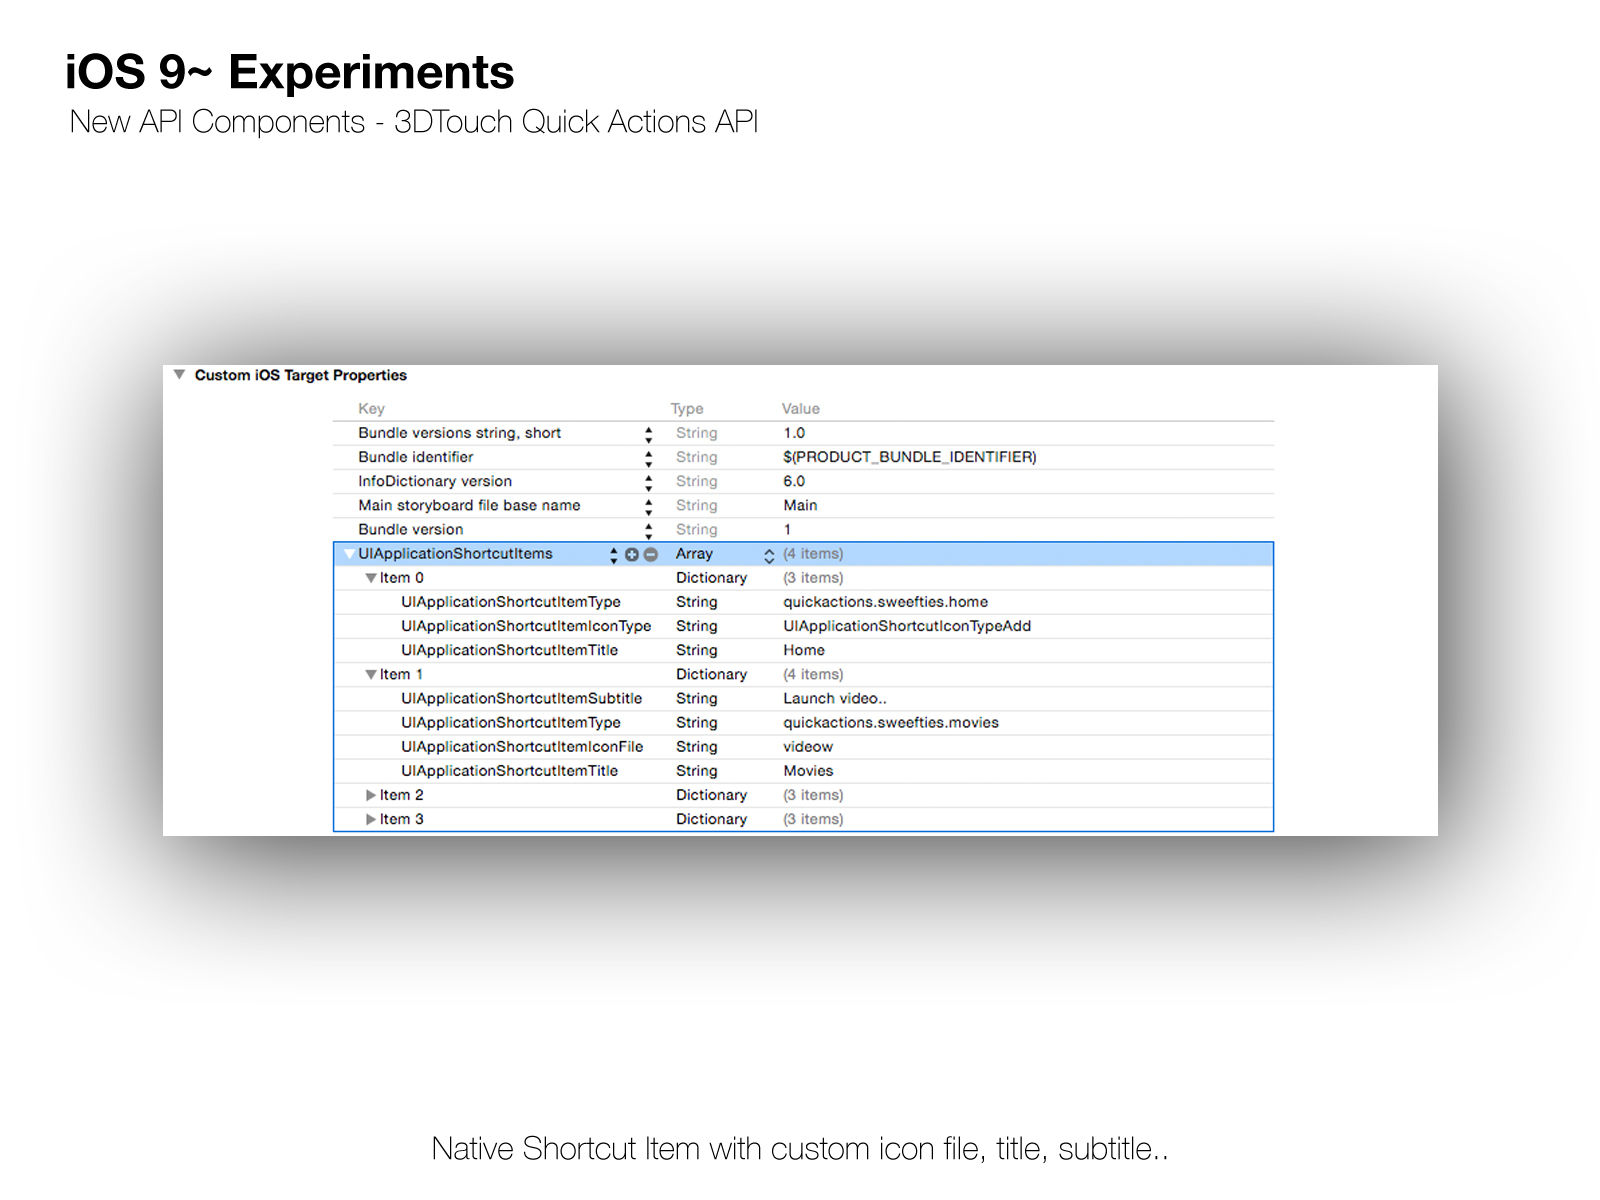 iOS 9~ Experiments
New API Components - 3DTouch Quick Actions API
Custom iOS Target Properties
Key Type Value
Bundle versions string, short String 1.0
Bundle identifier String $(PRODUCT_BUNDLE_IDENTIFIER)
InfoDictionary version String 6.0
Main storyboard file base name String Main
Bundle version String 1
UIApplicationShortcutItems Array (4 items)
Item 0 Dictionary (3 items)
UIApplicationShortcutItemType String quickactions.sweefties.home
UIApplicationShortcutItemIconType String UIApplicationShortcutIconTypeAdd
UIApplicationShortcutItemTitle String Home
Item 1 Dictionary (4 items)
UIApplicationShortcutItemSubtitle String Launch video..
UIApplicationShortcutItemType String quickactions.sweefties.movies
UIApplicationShortcutItemIconFile String videow
UIApplicationShortcutItemTitle String Movies
Item 2 Dictionary (3 items)
Item 3 Dictionary (3 items)
Native Shortcut Item with custom icon file, title, subtitle..